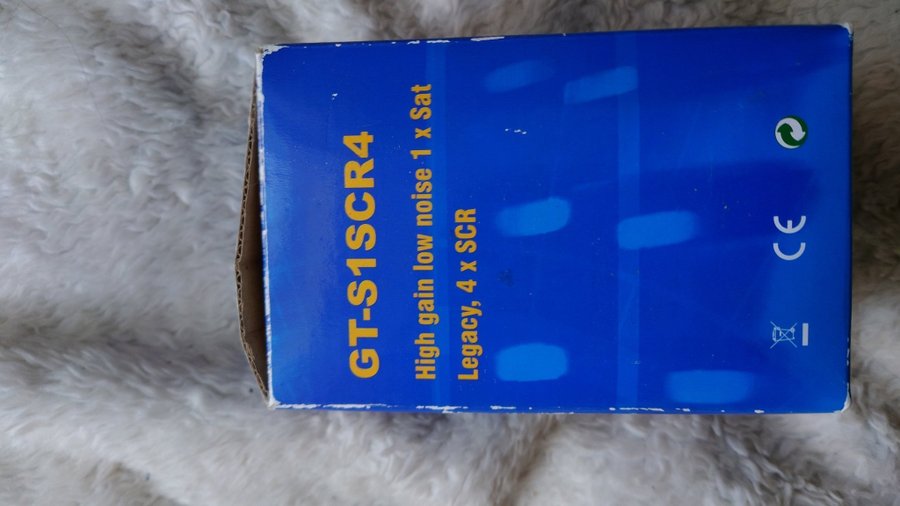 GT-S1SCR4
High gain low noise 1 x Sat
Legacy, 4 x SCR
CE